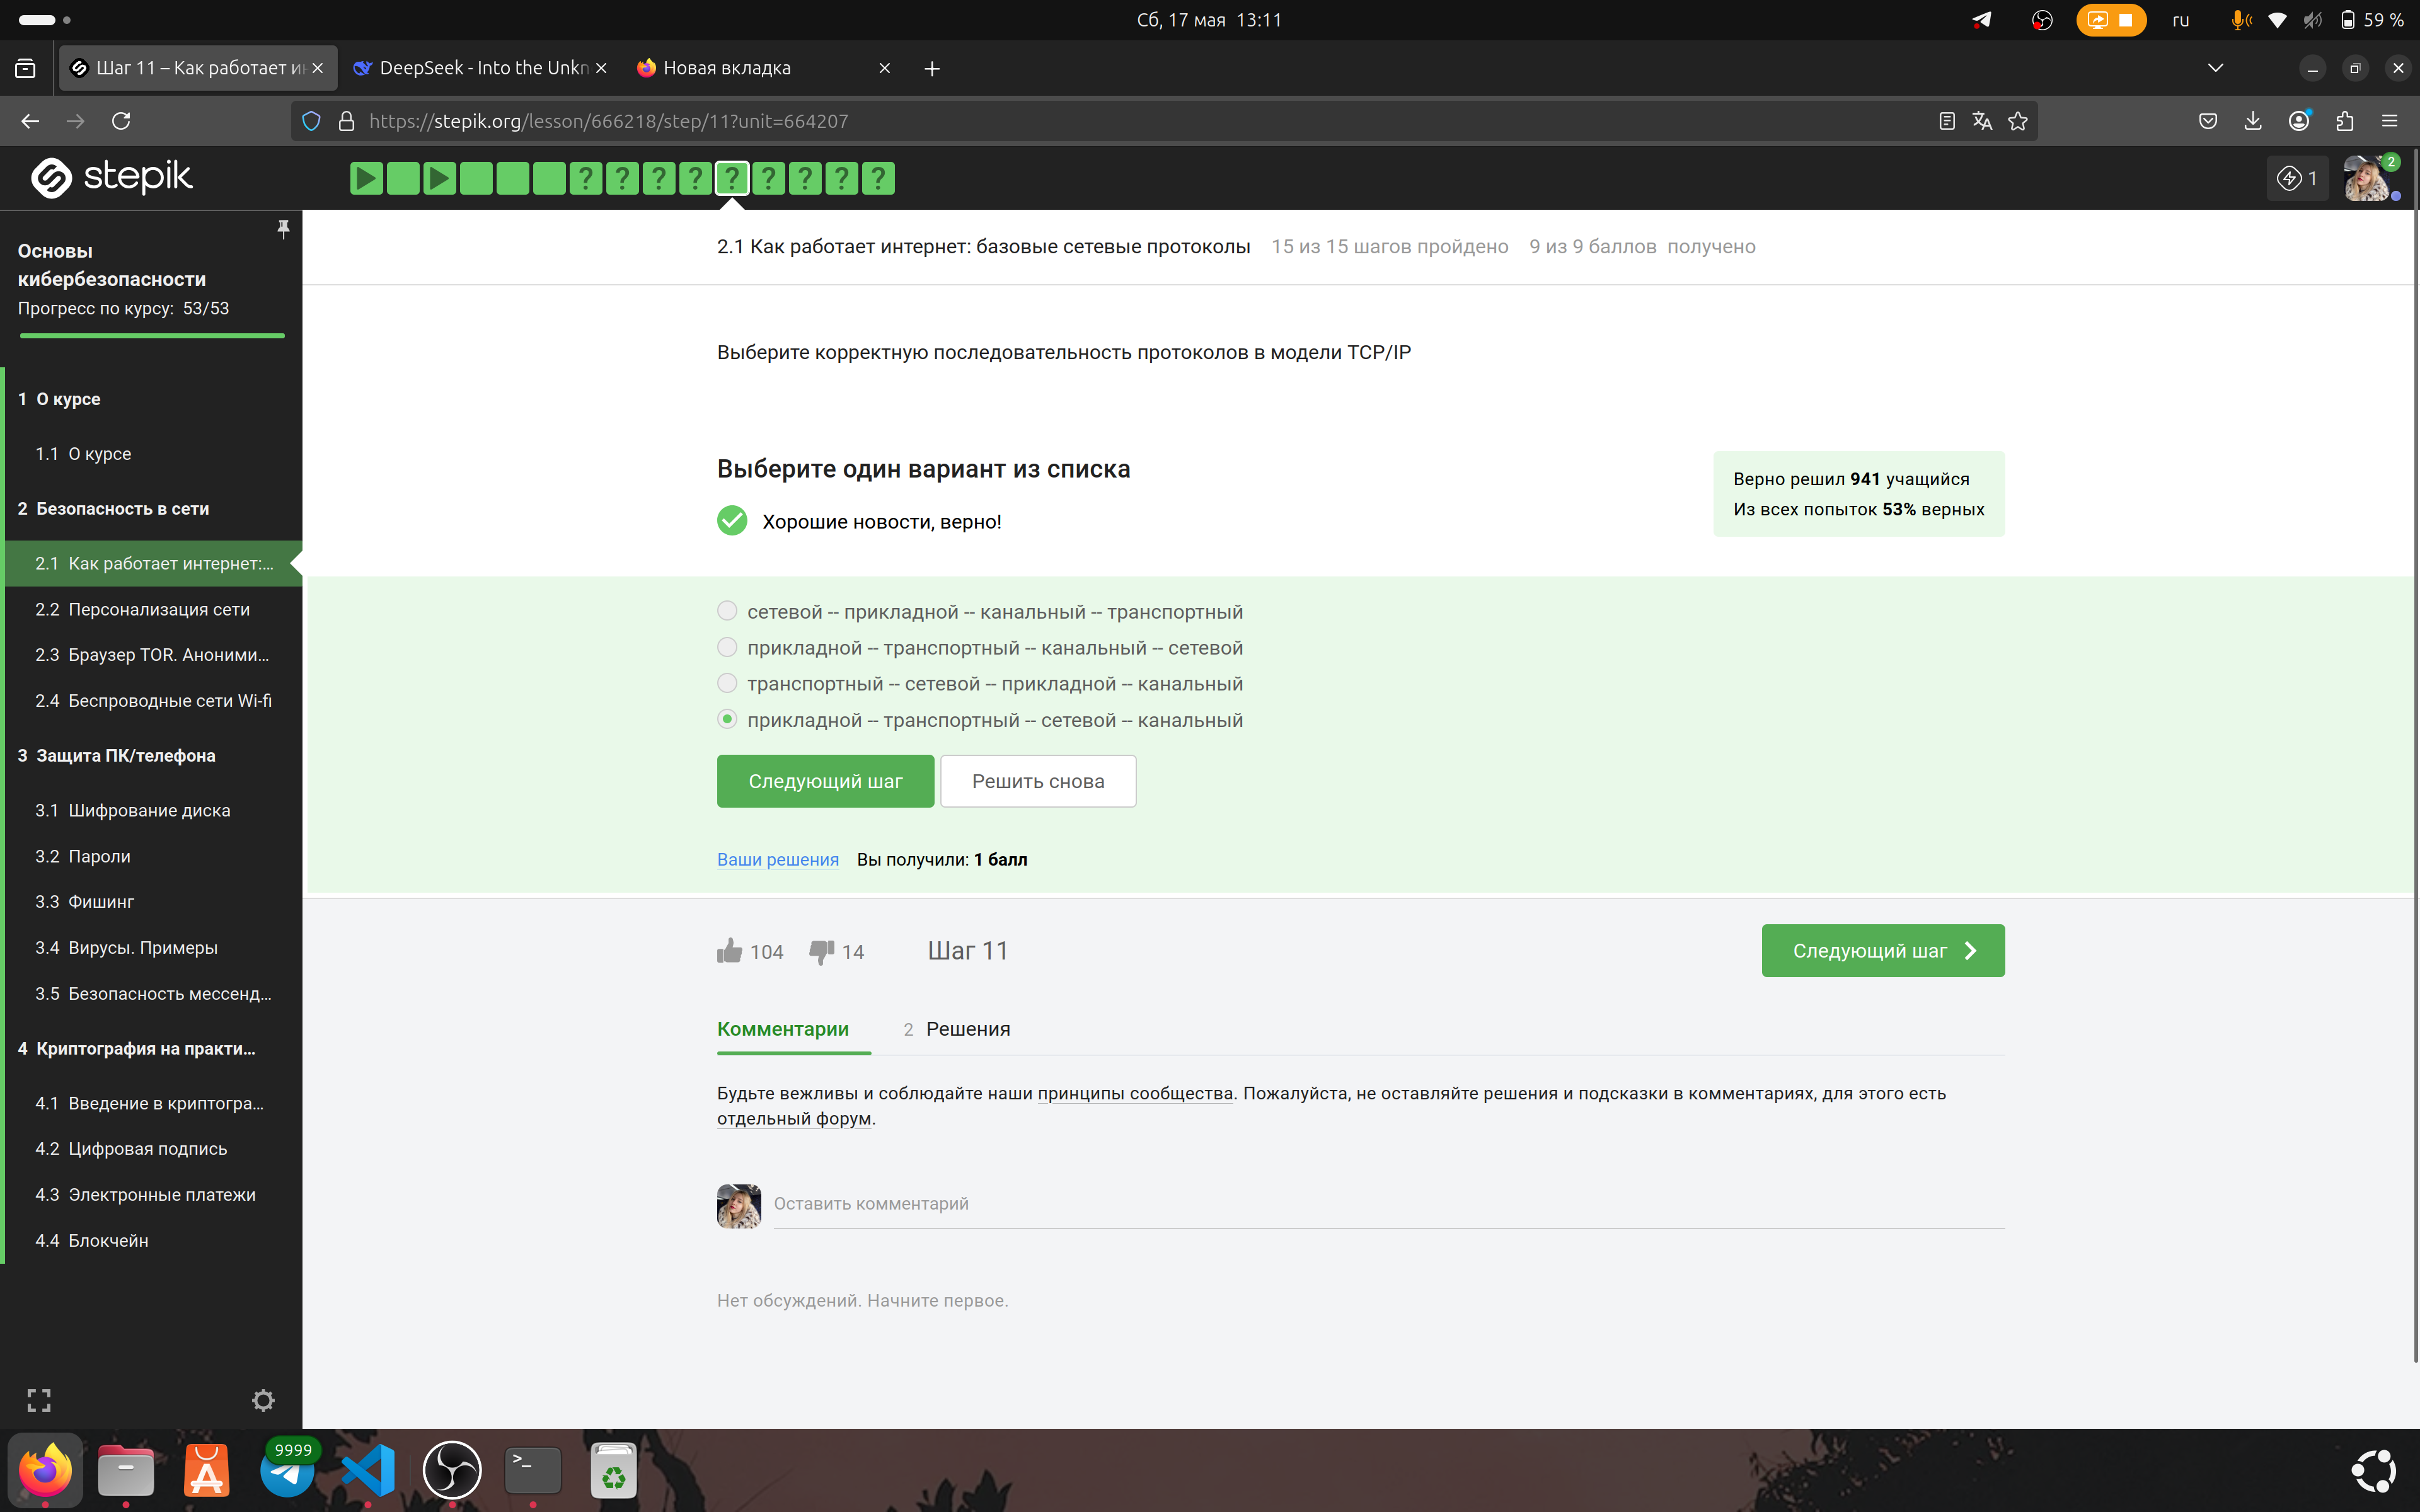 Сб, 17 мая 13:11
ru
59 %
Шаг 11 – Как работает ин
DeepSeek - Into the Unkn
Новая вкладка
https://stepik.org/lesson/666218/step/11?unit=664207
stepik
1
2
Основы
кибербезопасности
Прогресс по курсу: 53/53
1 О курсе
1.1 О курсе
2 Безопасность в сети
2.1 Как работает интернет:...
2.2 Персонализация сети
2.3 Браузер TOR. Аноними...
2.4 Беспроводные сети Wi-fi
3 Защита ПК/телефона
3.1 Шифрование диска
3.2 Пароли
3.3 Фишинг
3.4 Вирусы. Примеры
3.5 Безопасность мессенд...
4 Криптография на практи...
4.1 Введение в криптогра...
4.2 Цифровая подпись
4.3 Электронные платежи
4.4 Блокчейн
2.1 Как работает интернет: базовые сетевые протоколы 15 из 15 шагов пройдено 9 из 9 баллов получено
Выберите корректную последовательность протоколов в модели TCP/IP
Выберите один вариант из списка
Хорошие новости, верно!
Верно решил 941 учащийся
Из всех попыток 53% верных
сетевой -- прикладной -- канальный -- транспортный
прикладной -- транспортный -- канальный -- сетевой
транспортный -- сетевой -- прикладной -- канальный
прикладной -- транспортный -- сетевой -- канальный
Следующий шаг
Решить снова
Ваши решения Вы получили: 1 балл
104 14 Шаг 11
Следующий шаг
Комментарии 2 Решения
Будьте вежливы и соблюдайте наши принципы сообщества. Пожалуйста, не оставляйте решения и подсказки в комментариях, для этого есть
отдельный форум.
Оставить комментарий
Нет обсуждений. Начните первое.
9999